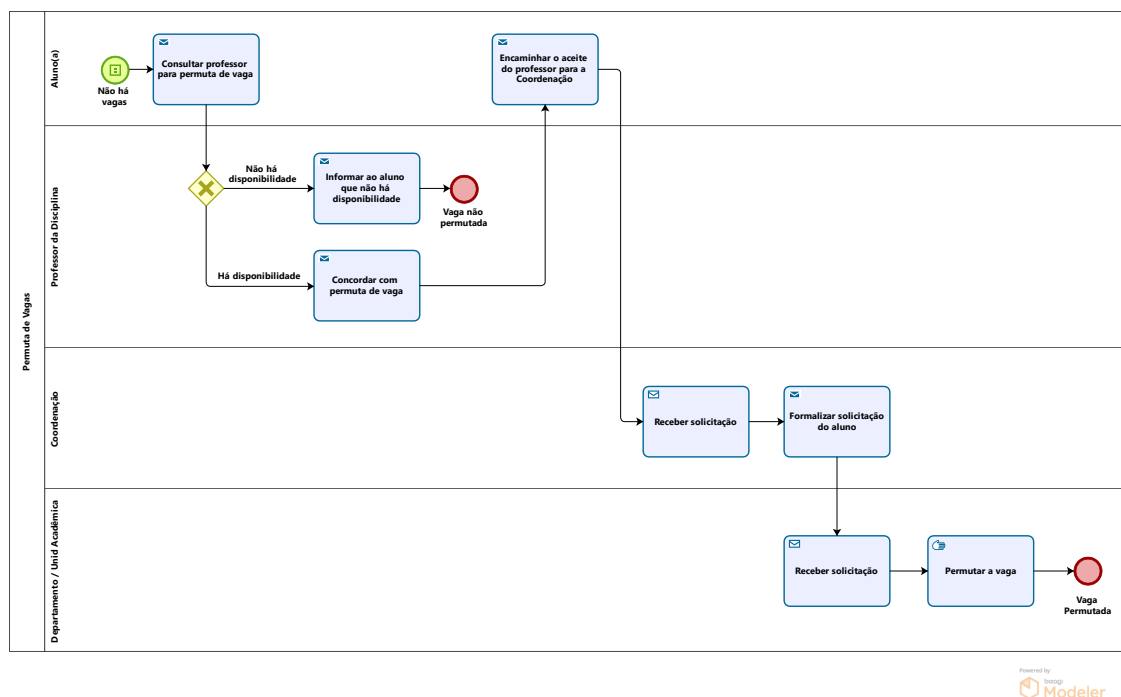 Permuta de Vagas
Aluno(a)
Não há
vagas
Consultar professor
para permuta de vaga
Encaminhar o aceite
do professor para a
Coordenação
Professor da Disciplina
Não há
disponibilidade
Informar ao aluno
que não há
disponibilidade
Vaga não
permutada
Há disponibilidade
Concordar com
permuta de vaga
Coordenação
Receber solicitação
Formalizar solicitação
do aluno
Departamento / Unid Acadêmica
Receber solicitação
Permutar a vaga
Vaga
Permutada
Powered by
bizagi
Modeler